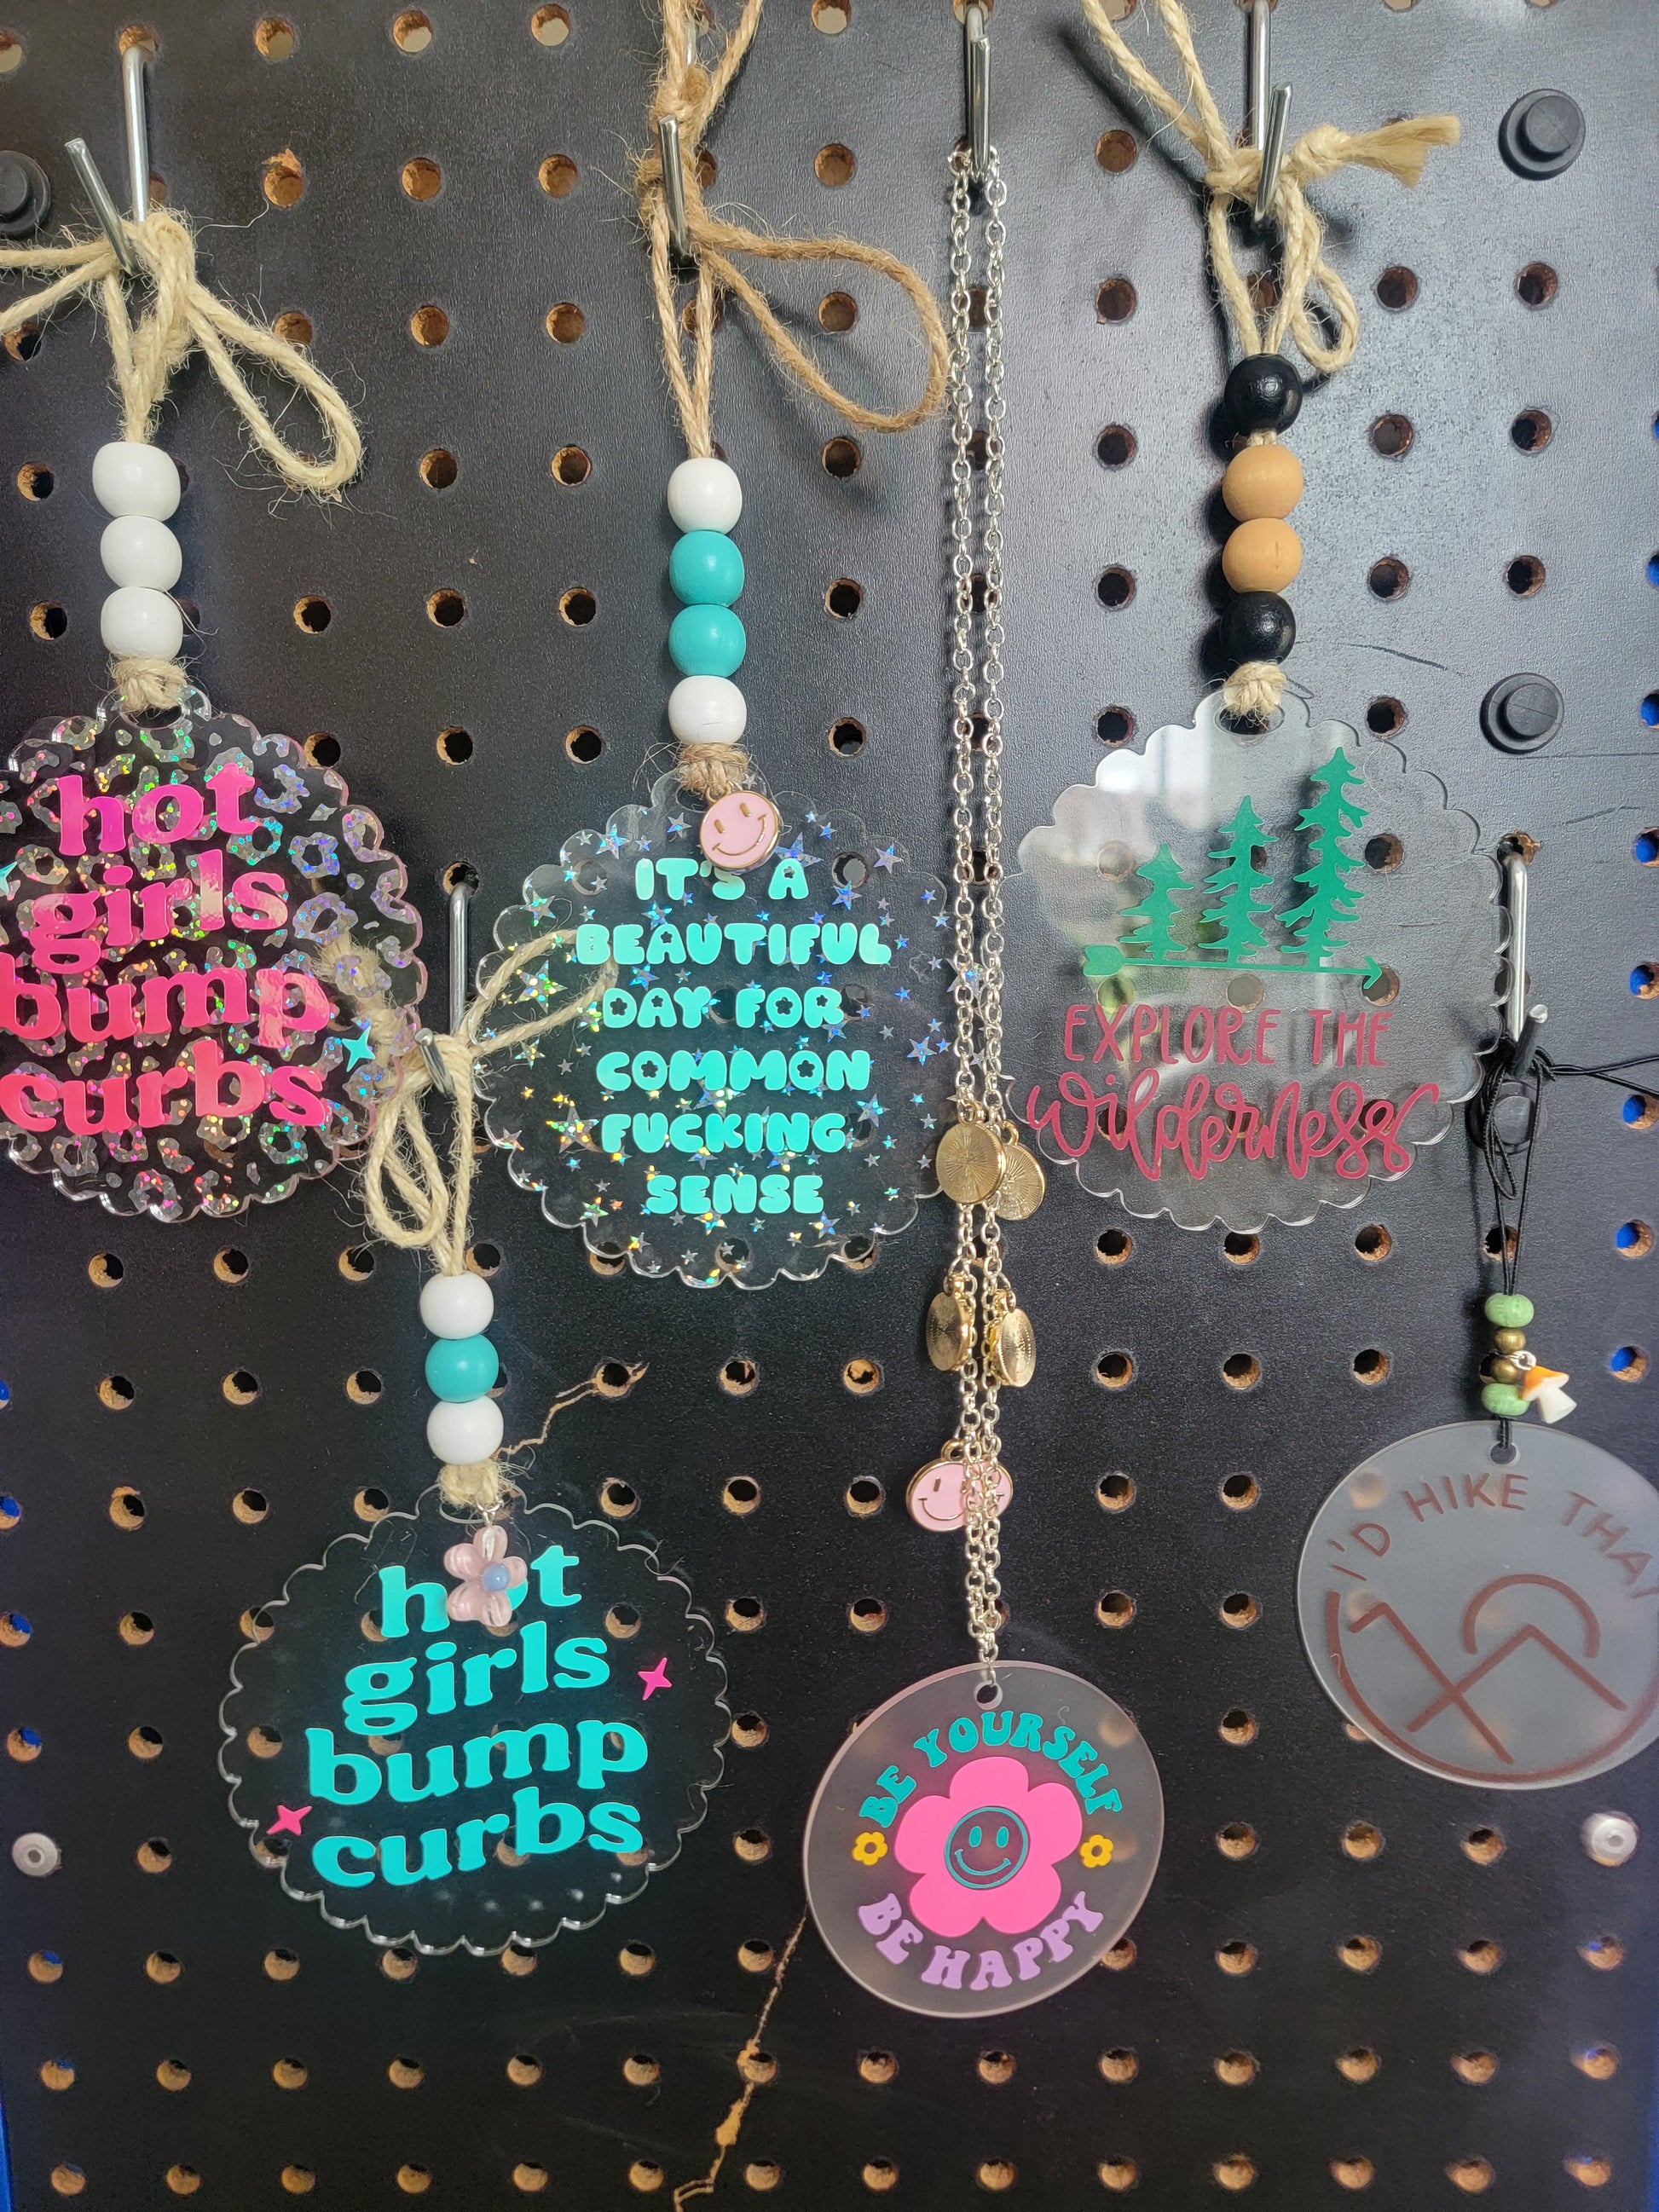 hot
girls
bump
curbs
IT'S A
BEAUTIFUL
DAY FOR
COMMON
FUCKING
SENSE
EXPLORE THE
wilderness
hot
girls
bump
curbs
BE YOURSELF
BE HAPPY
I'D HIKE THAT